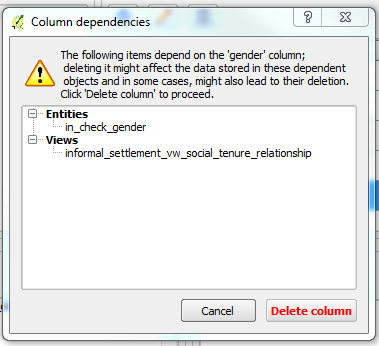 Column dependencies
The following items depend on the 'gender' column;
deleting it might affect the data stored in these dependent
objects and in some cases, might also lead to their deletion.
Click 'Delete column' to proceed.
Entities
in_check_gender
Views
informal_settlement_vw_social_tenure_relationship
Cancel
Delete column